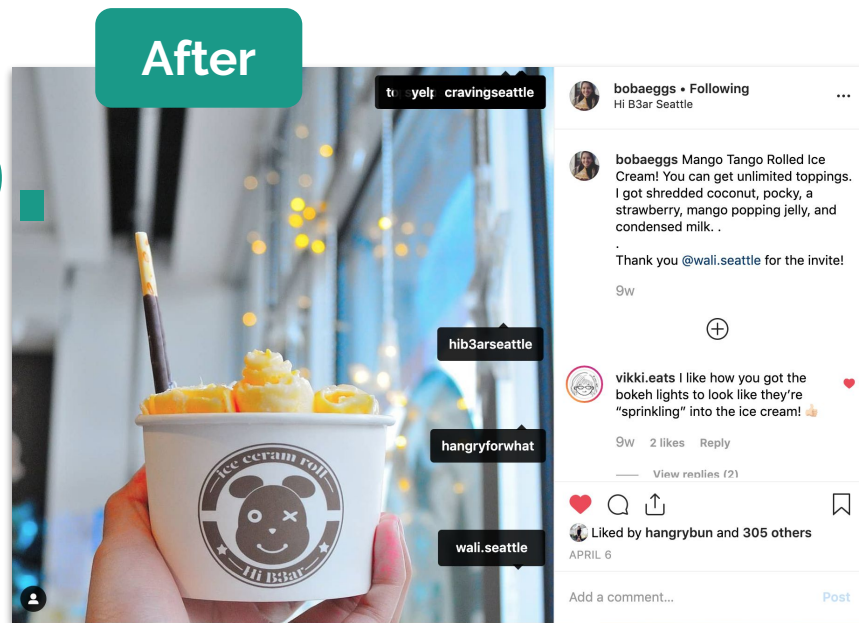 After
yelp cravingseattle
hib3arseattle
hangryforwhat
wali.seattle
ice ceram roll
Hi B3ar
bobaeggs • Following
Hi B3ar Seattle
...
bobaeggs Mango Tango Rolled Ice
Cream! You can get unlimited toppings.
I got shredded coconut, pocky, a
strawberry, mango popping jelly, and
condensed milk. .
.
Thank you @wali.seattle for the invite!
9w
vikki.eats I like how you got the
bokeh lights to look like they’re
“sprinkling” into the ice cream! 👍🏻
9w 2 likes Reply
View replies (2)
Liked by hangrybun and 305 others
APRIL 6
Add a comment... Post